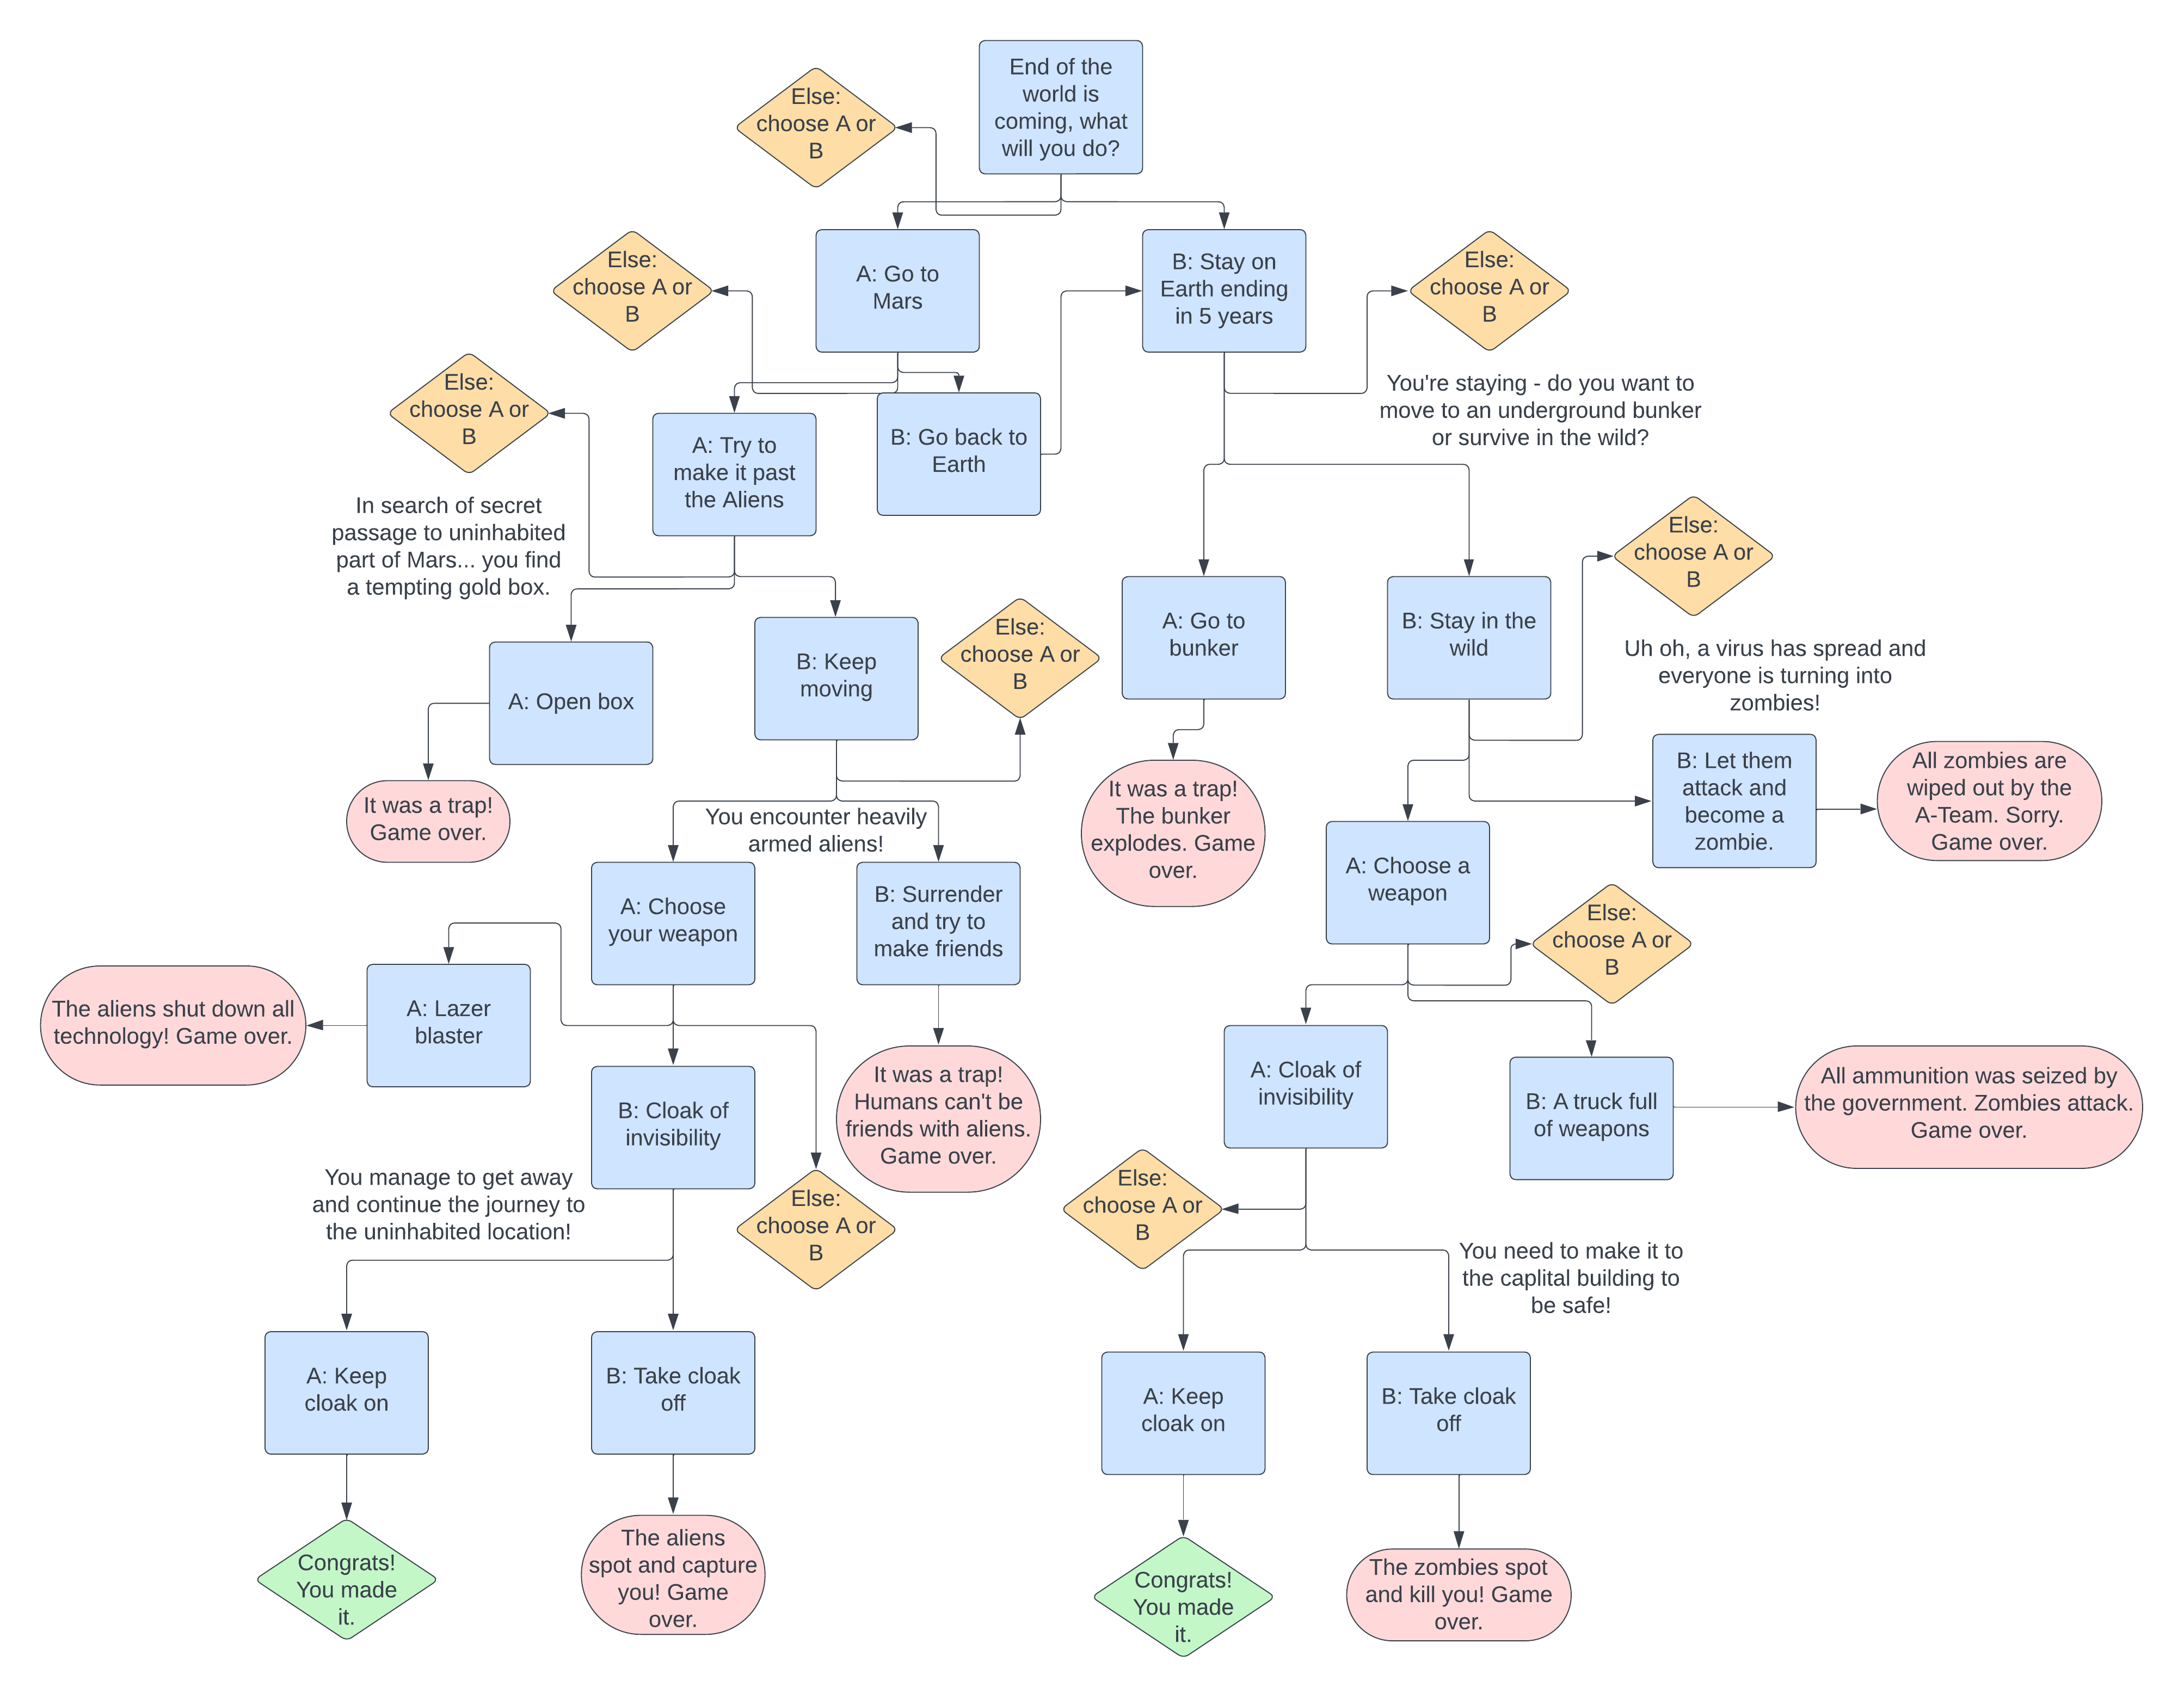 End of the
world is
coming, what
will you do?
Else:
choose A or
B
A: Go to
Mars
B: Stay on
Earth ending
in 5 years
Else:
choose A or
B
Else:
choose A or
B
Else:
choose A or
B
You're staying - do you want to
move to an underground bunker
or survive in the wild?
A: Try to
make it past
the Aliens
B: Go back to
Earth
In search of secret
passage to uninhabited
part of Mars... you find
a tempting gold box.
Else:
choose A or
B
A: Open box
B: Keep
moving
Else:
choose A or
B
A: Go to
bunker
B: Stay in the
wild
Uh oh, a virus has spread and
everyone is turning into
zombies!
It was a trap!
Game over.
You encounter heavily
armed aliens!
It was a trap!
The bunker
explodes. Game
over.
B: Let them
attack and
become a
zombie.
All zombies are
wiped out by the
A-Team. Sorry.
Game over.
A: Choose
your weapon
B: Surrender
and try to
make friends
A: Choose a
weapon
Else:
choose A or
B
The aliens shut down all
technology! Game over.
A: Lazer
blaster
B: Cloak of
invisibility
It was a trap!
Humans can't be
friends with aliens.
Game over.
A: Cloak of
invisibility
B: A truck full
of weapons
All ammunition was seized by
the government. Zombies attack.
Game over.
You manage to get away
and continue the journey to
the uninhabited location!
Else:
choose A or
B
Else:
choose A or
B
You need to make it to
the caplital building to
be safe!
A: Keep
cloak on
B: Take cloak
off
A: Keep
cloak on
B: Take cloak
off
Congrats!
You made
it.
The aliens
spot and capture
you! Game
over.
Congrats!
You made
it.
The zombies spot
and kill you! Game
over.